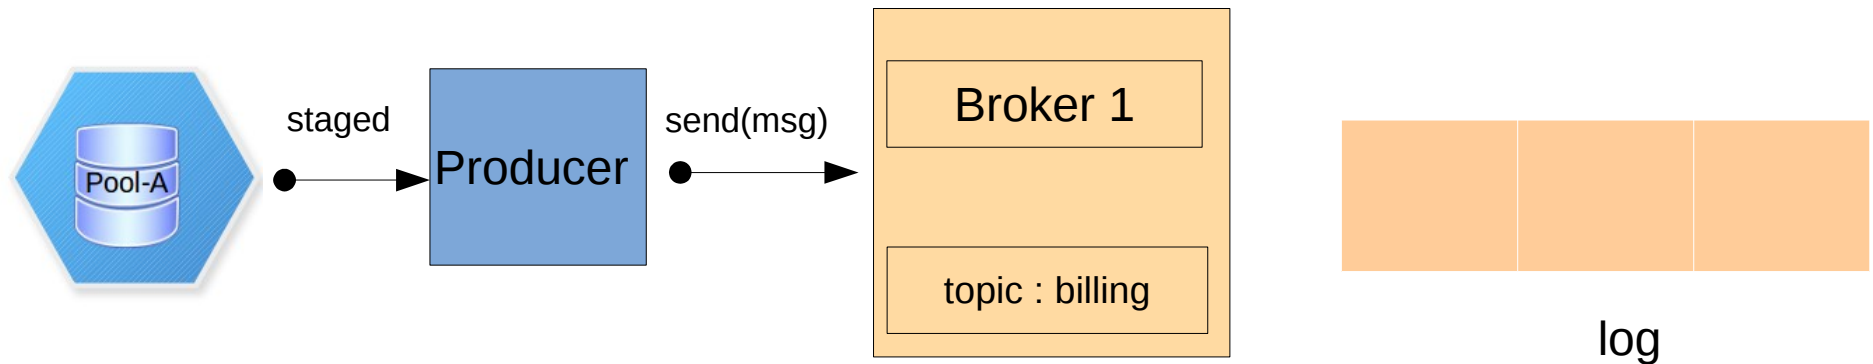 Pool-A
staged
Producer
send(msg)
Broker 1
topic : billing
log